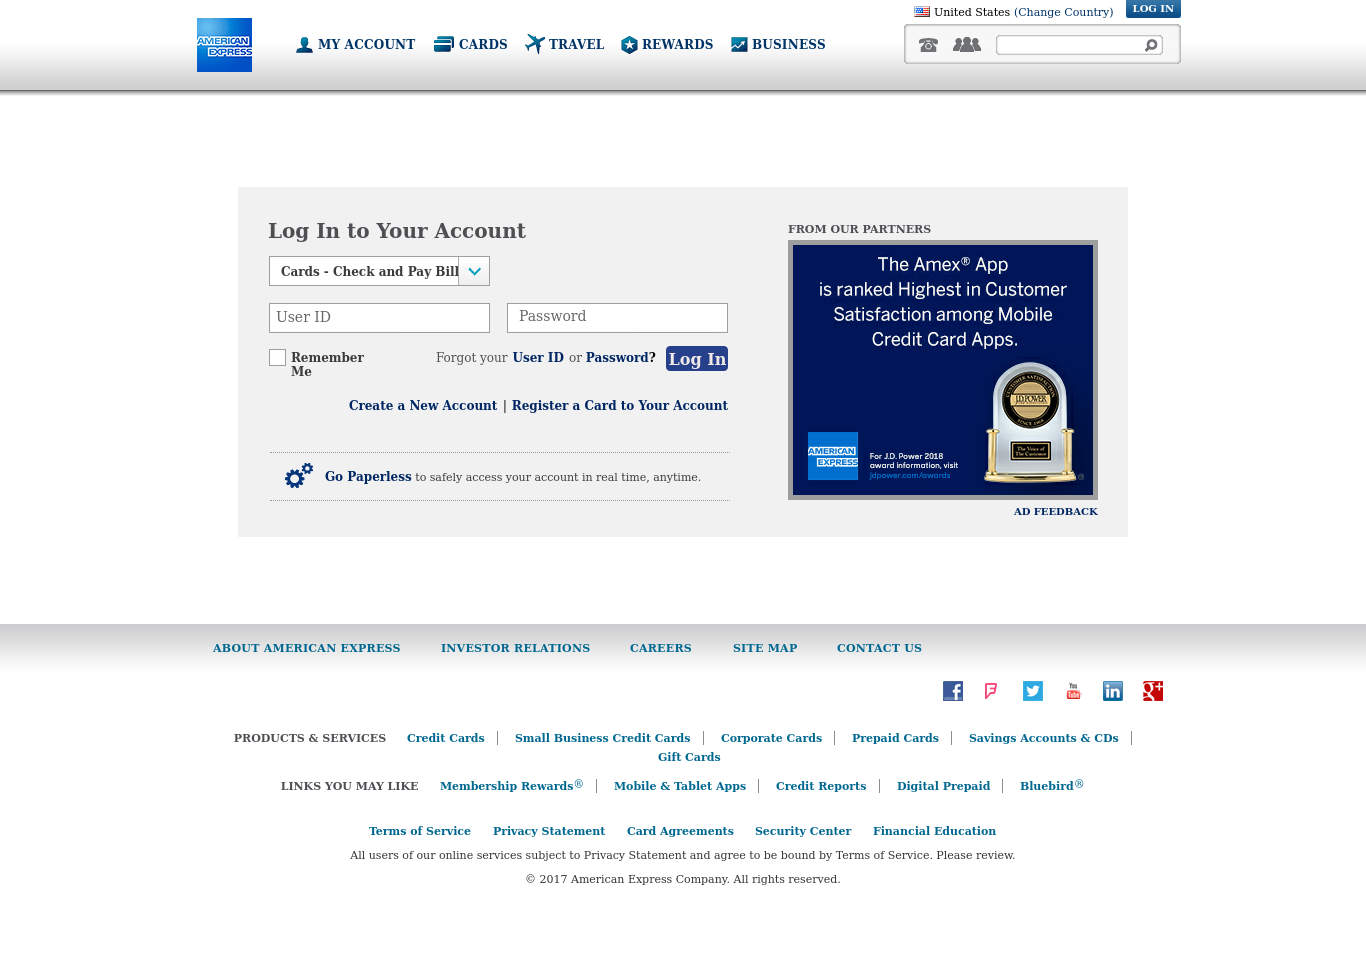 United States (Change Country)
LOG IN
AMERICAN
EXPRESS
MY ACCOUNT
CARDS
TRAVEL
REWARDS
BUSINESS
Log In to Your Account
Cards - Check and Pay Bill
User ID
Password
Remember
Me
Forgot your User ID or Password?
Log In
Create a New Account | Register a Card to Your Account
Go Paperless to safely access your account in real time, anytime.
FROM OUR PARTNERS
The Amex® App
is ranked Highest in Customer
Satisfaction among Mobile
Credit Card Apps.
CUSTOMER SATISFACTION
J.D. POWER
SINCE 1968
The Voice of
The Customer
®
AMERICAN
EXPRESS
For J.D. Power 2018
award information, visit
jdpower.com/awards
AD FEEDBACK
ABOUT AMERICAN EXPRESS
INVESTOR RELATIONS
CAREERS
SITE MAP
CONTACT US
You
Tube
PRODUCTS & SERVICES Credit Cards Small Business Credit Cards Corporate Cards Prepaid Cards Savings Accounts & CDs
Gift Cards
LINKS YOU MAY LIKE Membership Rewards® Mobile & Tablet Apps Credit Reports Digital Prepaid Bluebird®
Terms of Service Privacy Statement Card Agreements Security Center Financial Education
All users of our online services subject to Privacy Statement and agree to be bound by Terms of Service. Please review.
© 2017 American Express Company. All rights reserved.